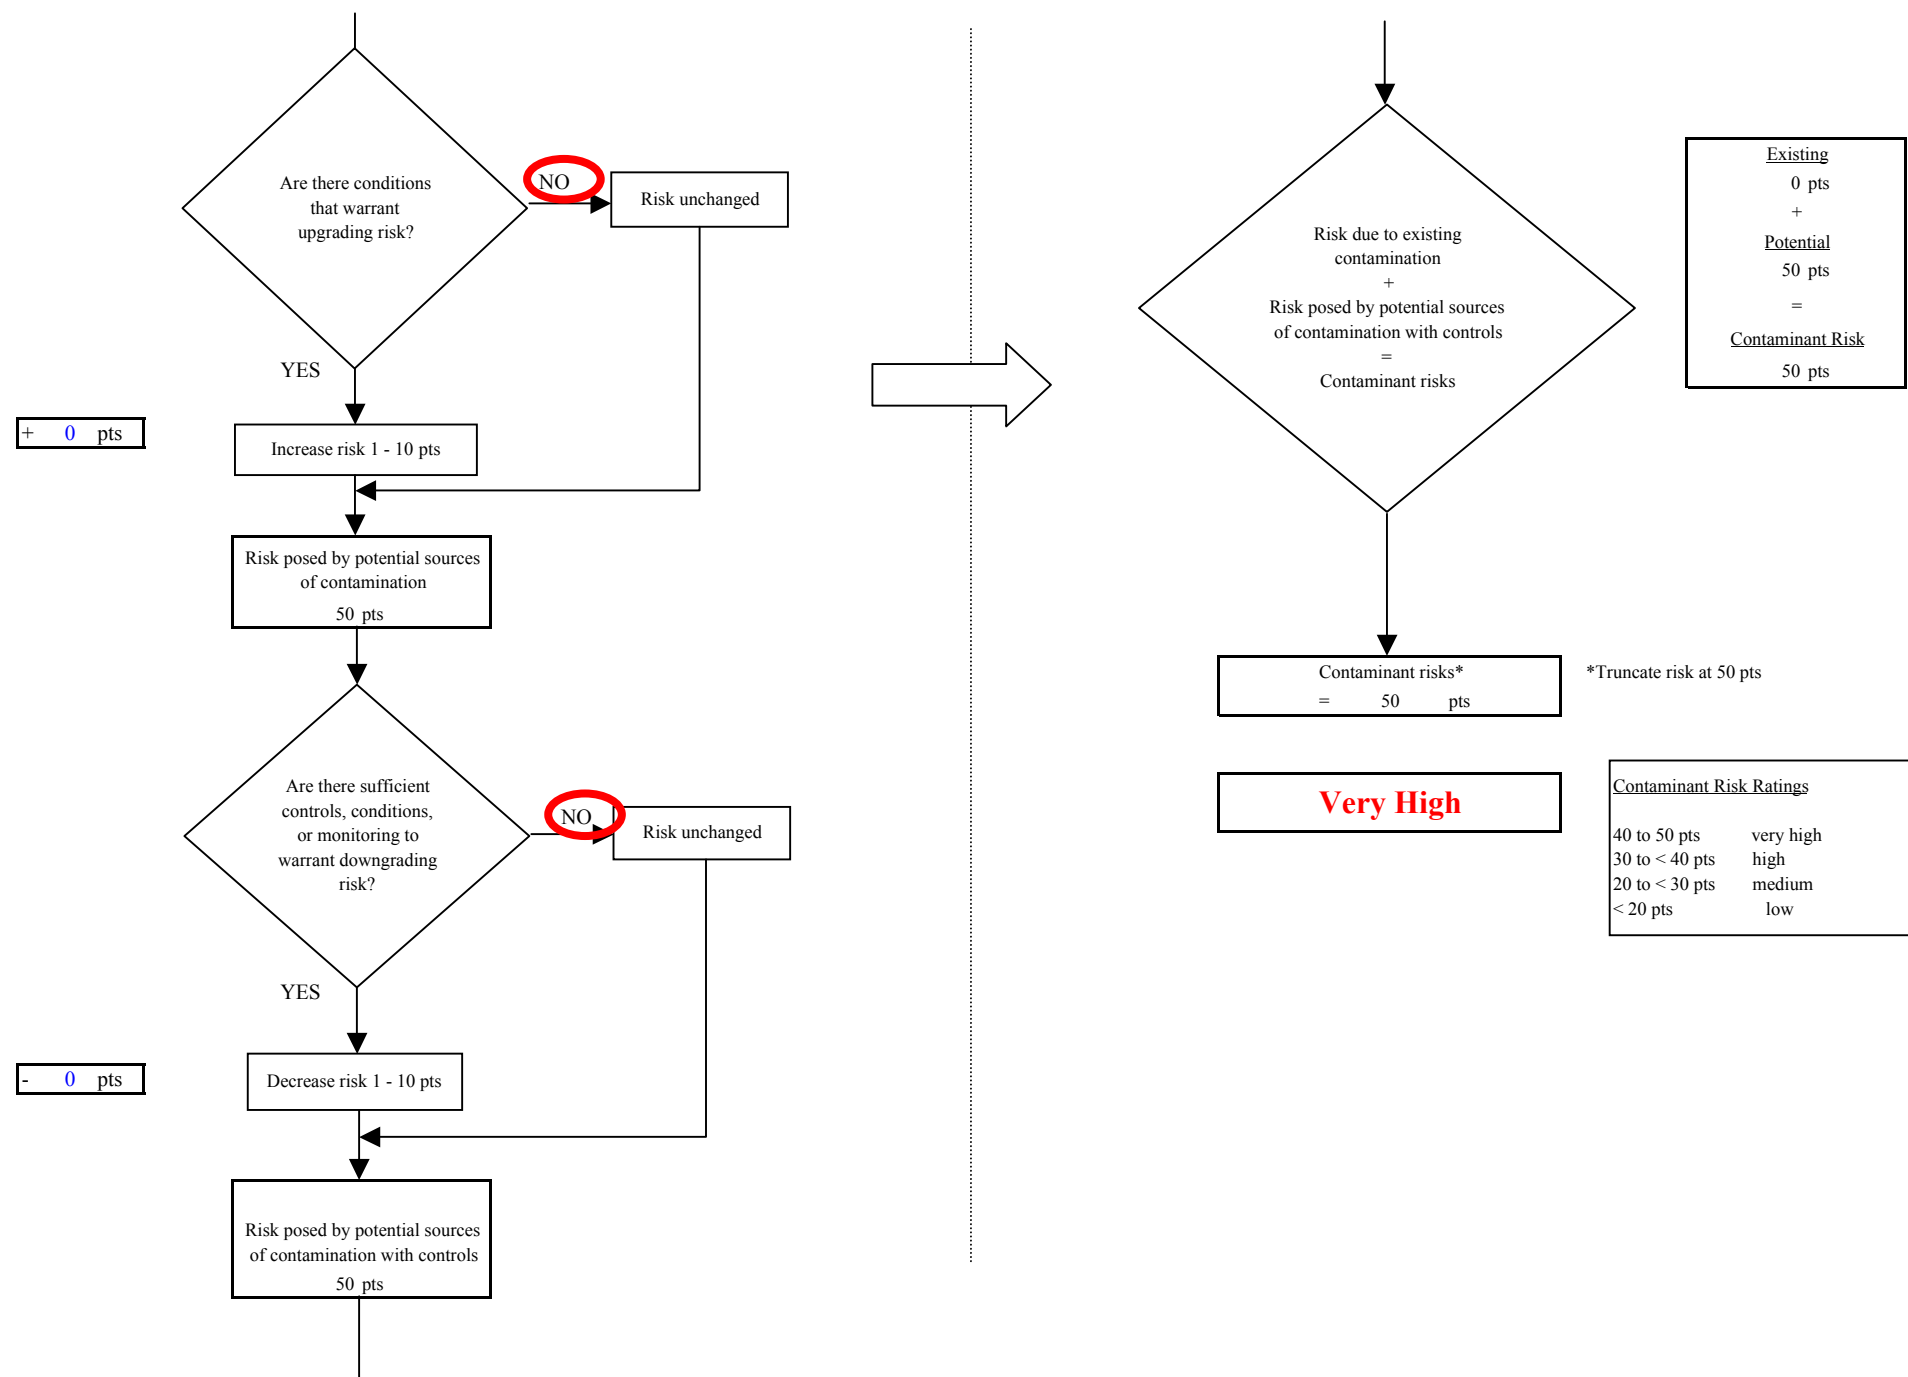 Are there conditions
that warrant
upgrading risk?
NO
Risk unchanged
YES
+ 0 pts
Increase risk 1 - 10 pts
Risk posed by potential sources
of contamination
50 pts
Are there sufficient
controls, conditions,
or monitoring to
warrant downgrading
risk?
NO
Risk unchanged
YES
- 0 pts
Decrease risk 1 - 10 pts
Risk posed by potential sources
of contamination with controls
50 pts
Risk due to existing
contamination
+
Risk posed by potential sources
of contamination with controls
=
Contaminant risks
Existing
0 pts
+
Potential
50 pts
=
Contaminant Risk
50 pts
Contaminant risks*
= 50 pts
*Truncate risk at 50 pts
Very High
Contaminant Risk Ratings
40 to 50 pts very high
30 to < 40 pts high
20 to < 30 pts medium
< 20 pts low